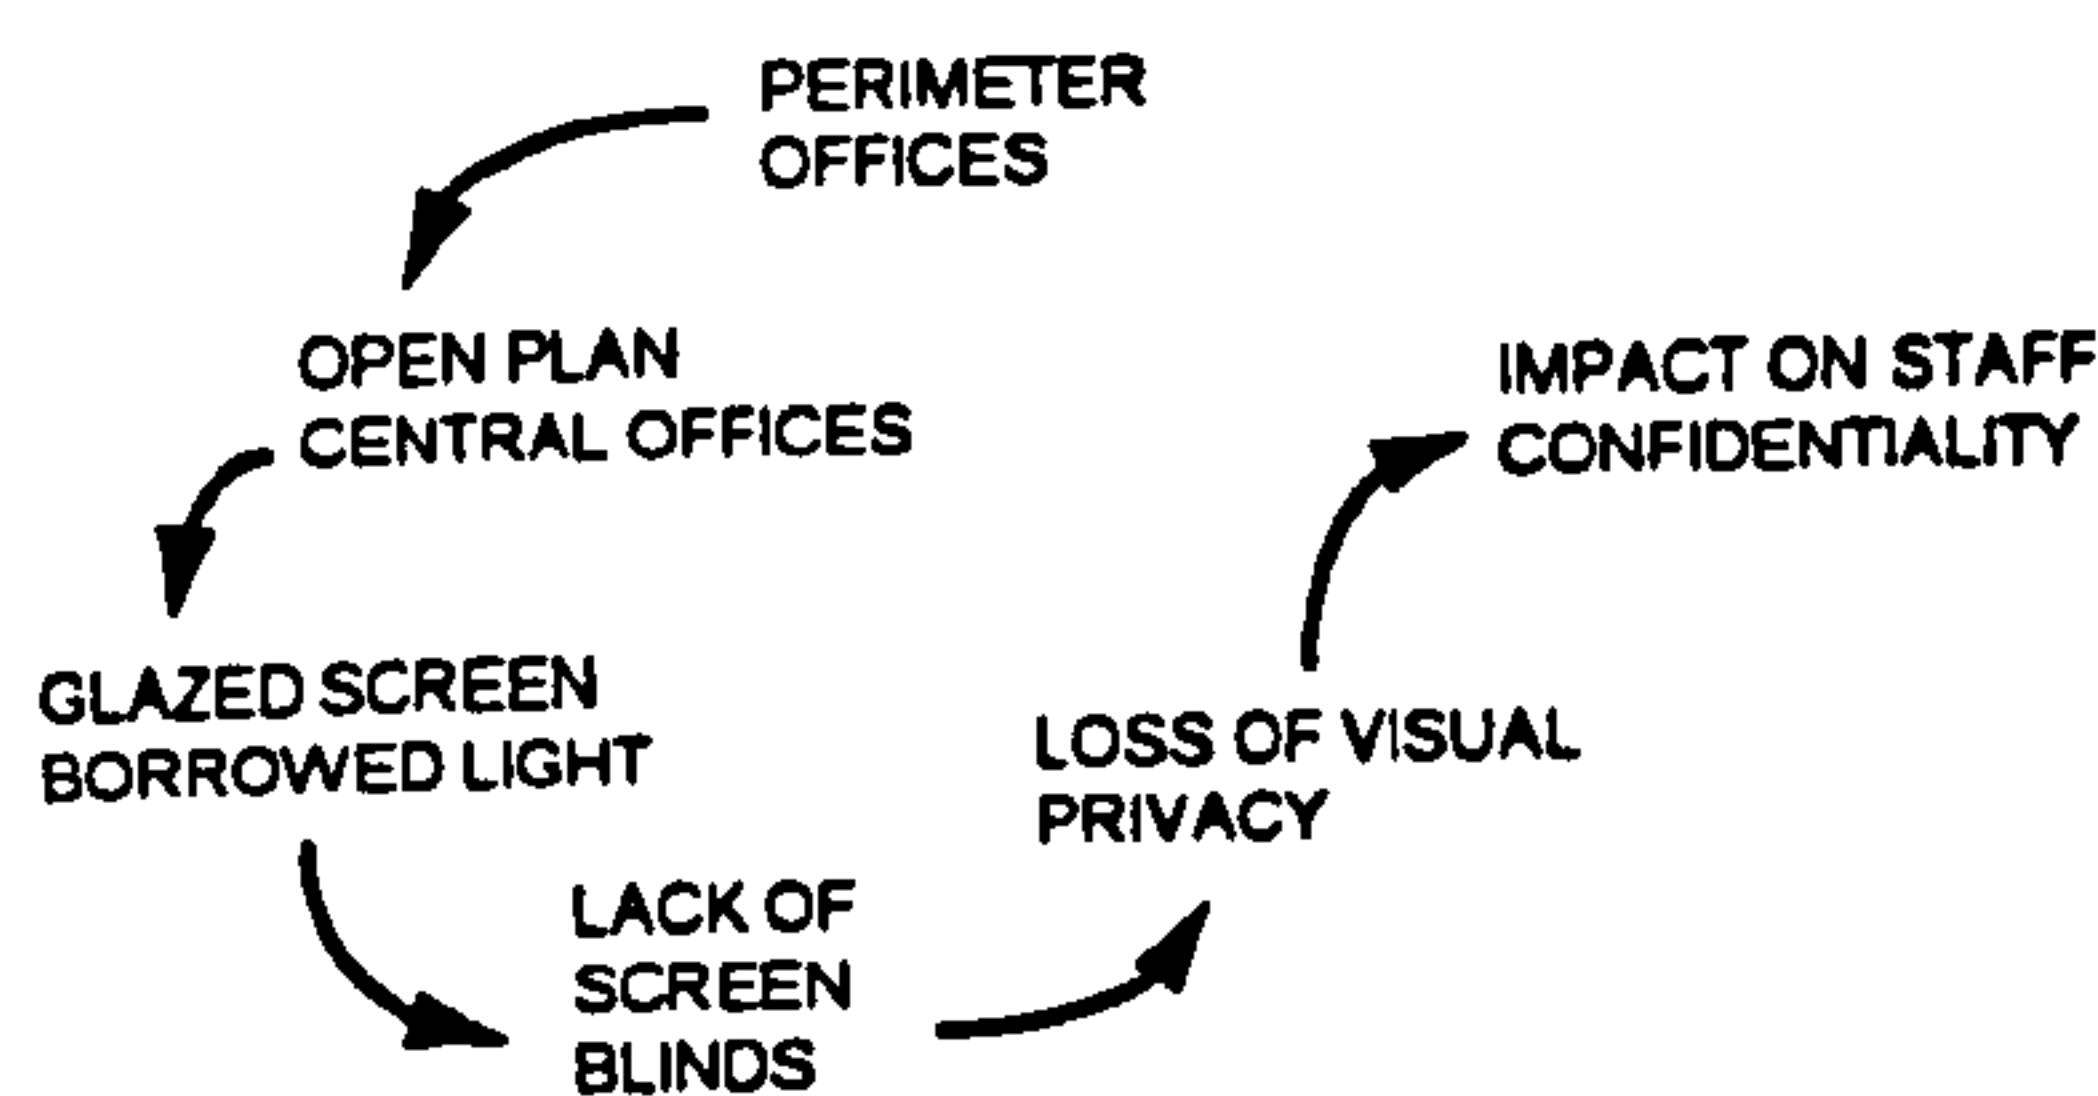 PERIMETER
OFFICES
OPEN PLAN
CENTRAL OFFICES
GLAZED SCREEN
BORROWED LIGHT
LACK OF
SCREEN
BLINDS
LOSS OF VISUAL
PRIVACY
IMPACT ON STAFF
CONFIDENTIALITY